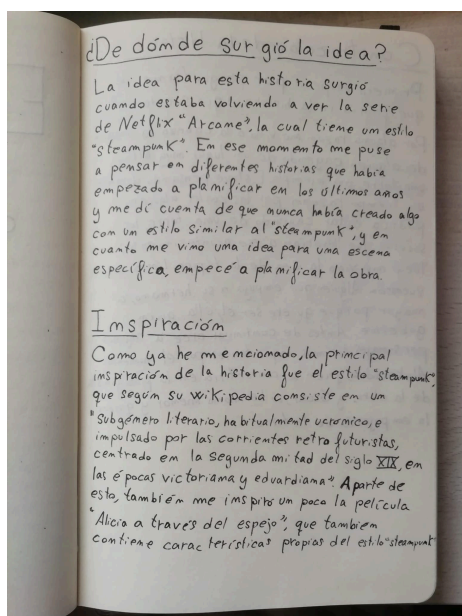 ¿De dónde surgió la idea?
La idea para esta historia surgió
cuando estaba volviendo a ver la serie
de Netflix "Arcane", la cual tiene un estilo
"steampunk". En ese momento me puse
a pensar en diferentes historias que había
empezado a planificar en los últimos años
y me dí cuenta de que nunca había creado algo
con un estilo similar al "steampunk", y en
cuanto me vino una idea para una escena
específica, empecé a planificar la obra.
Inspiración
Como ya he mencionado, la principal
inspiración de la historia fue el estilo "steampunk",
que según su wikipedia consiste en un
"Subgénero literario, habitualmente ucrónico, e
impulsado por las corrientes retro futuristas,
centrado en la segunda mitad del siglo XIX, en
las épocas victoriana y eduardiana". Aparte de
esto, también me inspiró un poco la película
"Alicia a través del espejo", que tambien
contiene características propias del estilo "steampunk"